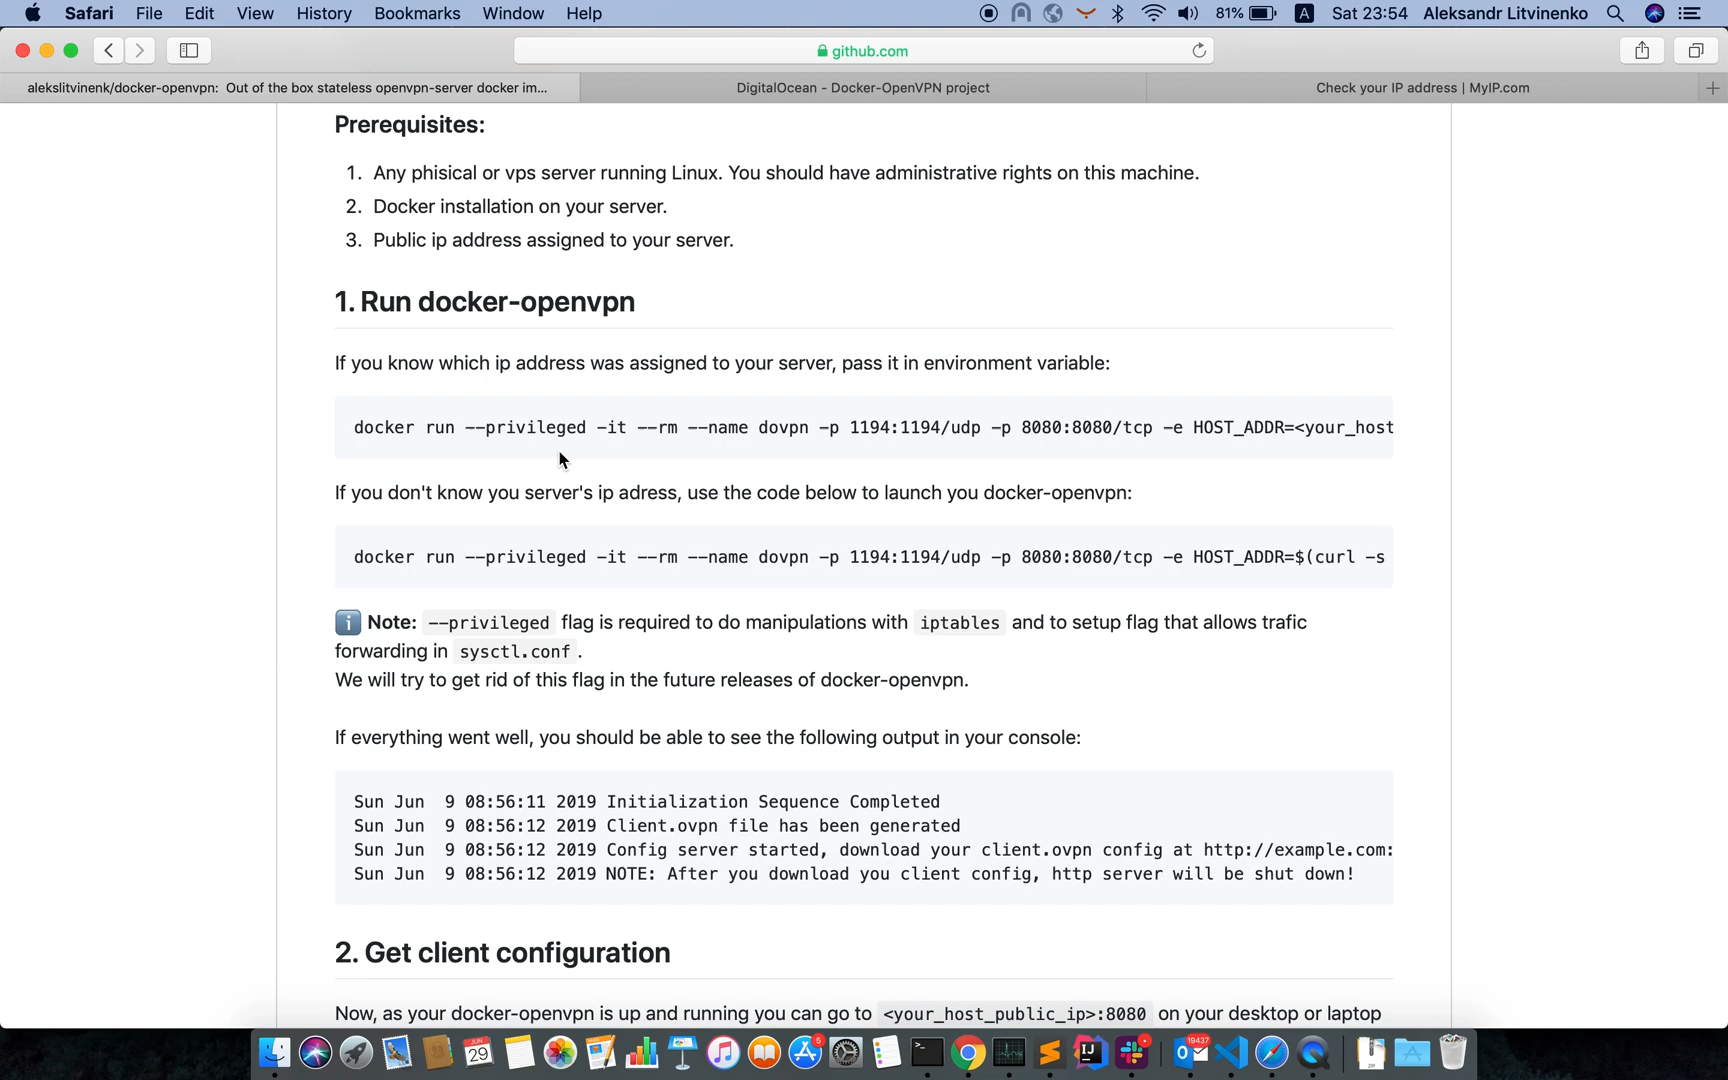 Safari File Edit View History Bookmarks Window Help 81% A Sat 23:54 Aleksandr Litvinenko
github.com
alekslitvinenk/docker-openvpn: Out of the box stateless openvpn-server docker im... DigitalOcean - Docker-OpenVPN project Check your IP address | MyIP.com
Prerequisites:
1. Any phisical or vps server running Linux. You should have administrative rights on this machine.
2. Docker installation on your server.
3. Public ip address assigned to your server.
1. Run docker-openvpn
If you know which ip address was assigned to your server, pass it in environment variable:
docker run --privileged -it --rm --name dovpn -p 1194:1194/udp -p 8080:8080/tcp -e HOST_ADDR=<your_host
If you don't know you server's ip adress, use the code below to launch you docker-openvpn:
docker run --privileged -it --rm --name dovpn -p 1194:1194/udp -p 8080:8080/tcp -e HOST_ADDR=$(curl -s
i Note: --privileged flag is required to do manipulations with iptables and to setup flag that allows trafic
forwarding in sysctl.conf .
We will try to get rid of this flag in the future releases of docker-openvpn.
If everything went well, you should be able to see the following output in your console:
Sun Jun 9 08:56:11 2019 Initialization Sequence Completed
Sun Jun 9 08:56:12 2019 Client.ovpn file has been generated
Sun Jun 9 08:56:12 2019 Config server started, download your client.ovpn config at http://example.com:
Sun Jun 9 08:56:12 2019 NOTE: After you download you client config, http server will be shut down!
2. Get client configuration
Now, as your docker-openvpn is up and running you can go to <your_host_public_ip>:8080 on your desktop or laptop
JUN
29
6
19437
ZIP